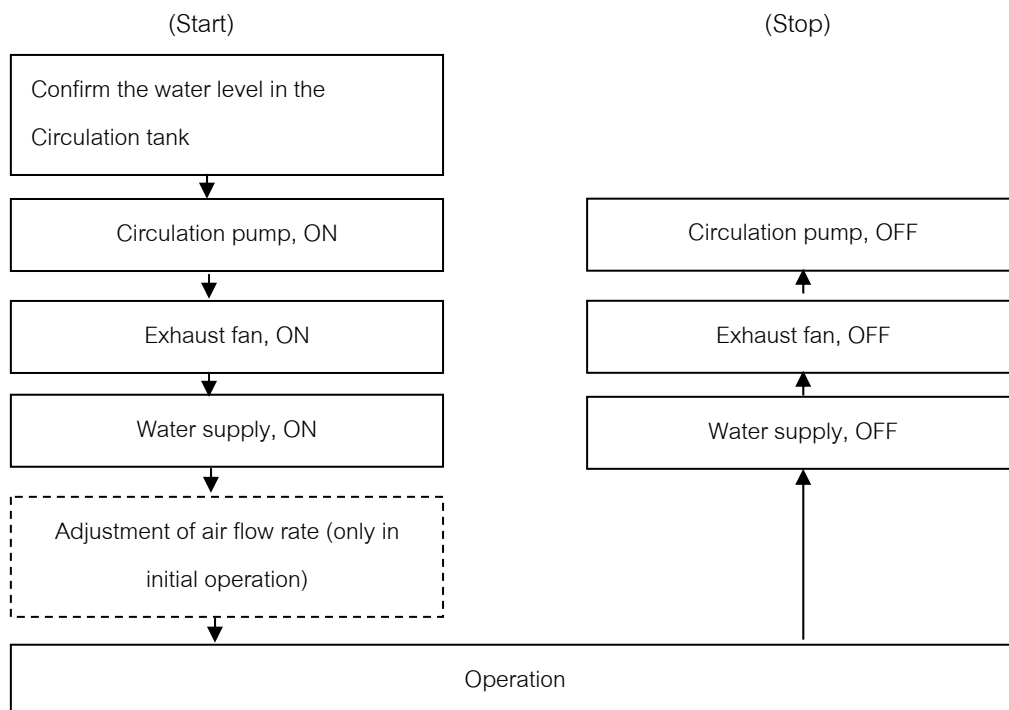 (Start)
(Stop)
Confirm the water level in the
Circulation tank
Circulation pump, ON
Circulation pump, OFF
Exhaust fan, ON
Exhaust fan, OFF
Water supply, ON
Water supply, OFF
Adjustment of air flow rate (only in
initial operation)
Operation